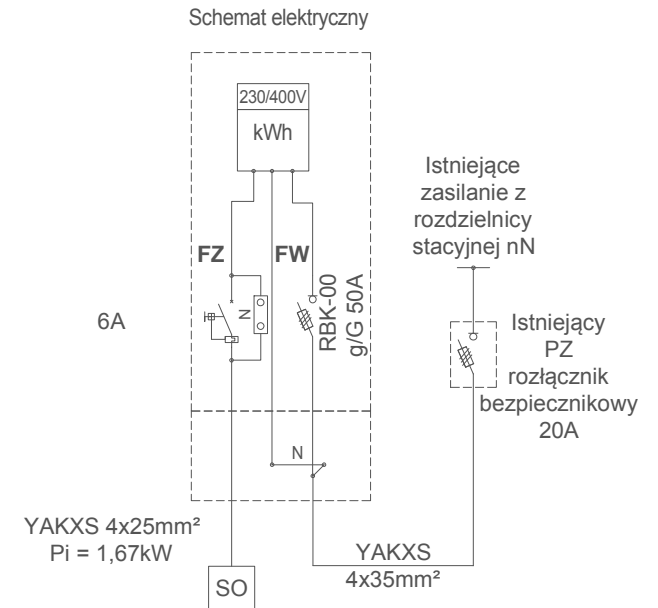 Schemat elektryczny
230/400V
kWh
Istniejące
zasilanie z
rozdzielnicy
stacyjnej nN
FZ
FW
6A
N
RBK-00
g/G 50A
Istniejący
PZ
rozłącznik
bezpiecznikowy
20A
N
YAKXS 4x25mm²
Pi = 1,67kW
YAKXS
4x35mm²
SO